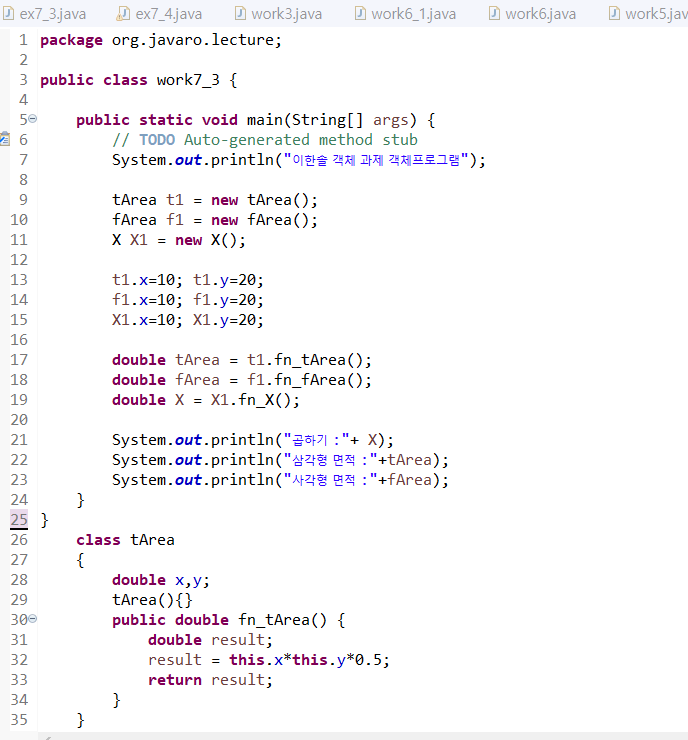 ex7_3.java ex7_4.java work3.java work6_1.java work6.java work5.jav
1 package org.javaro.lecture;
2
3 public class work7_3 {
4
5 public static void main(String[] args) {
6 // TODO Auto-generated method stub
7 System.out.println("이한솔 객체 과제 객체프로그램");
8
9 tArea t1 = new tArea();
10 fArea f1 = new fArea();
11 X X1 = new X();
12
13 t1.x=10; t1.y=20;
14 f1.x=10; f1.y=20;
15 X1.x=10; X1.y=20;
16
17 double tArea = t1.fn_tArea();
18 double fArea = f1.fn_fArea();
19 double X = X1.fn_X();
20
21 System.out.println("곱하기 :"+ X);
22 System.out.println("삼각형 면적 :"+tArea);
23 System.out.println("사각형 면적 :"+fArea);
24 }
25 }
26 class tArea
27 {
28 double x,y;
29 tArea(){}
30 public double fn_tArea() {
31 double result;
32 result = this.x*this.y*0.5;
33 return result;
34 }
35 }